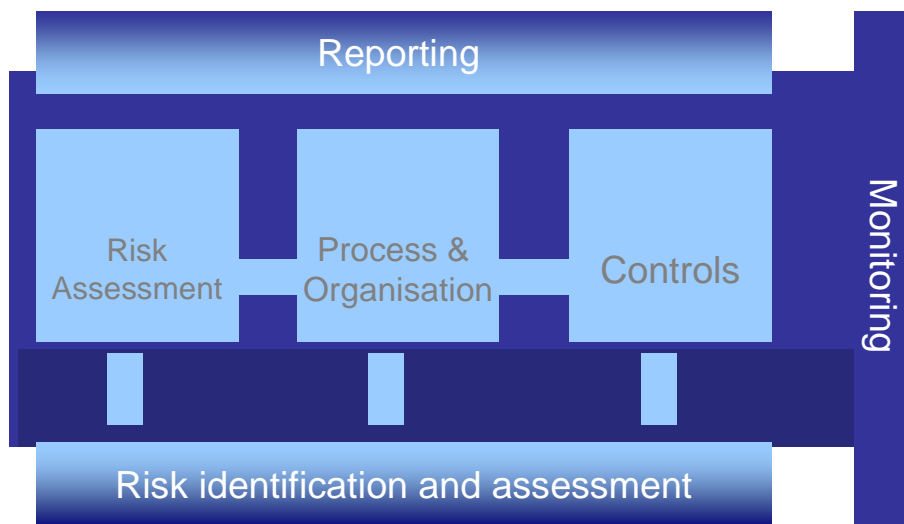 Reporting
Risk
Assessment
Process &
Organisation
Controls
Monitoring
Risk identification and assessment